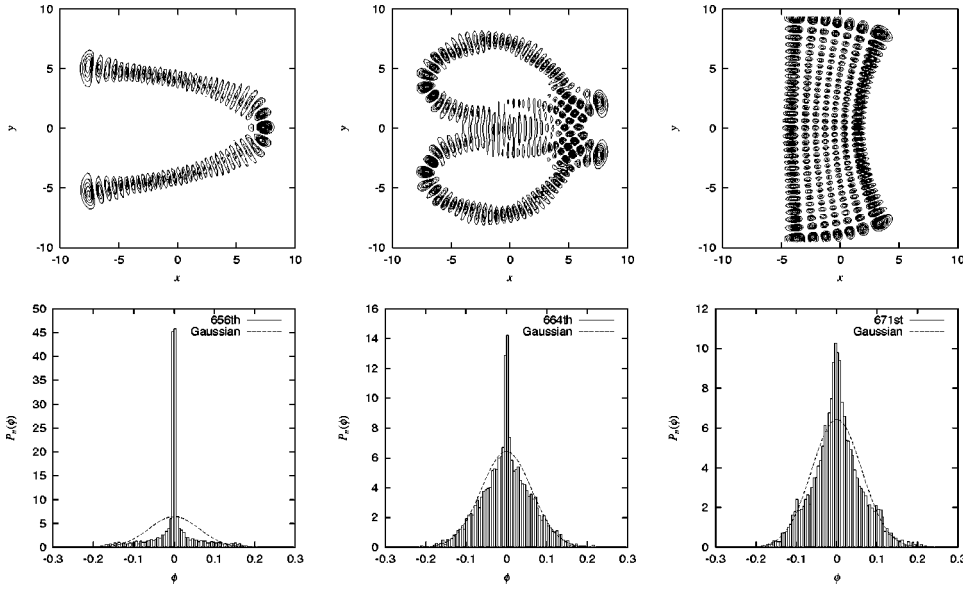 10 10 10
5 5 5
y 0 y 0 y 0
-5 -5 -5
-10 -10 -10
-10 -5 0 5 10 -10 -5 0 5 10 -10 -5 0 5 10
x x x
50 16 12
656th 664th 671st
Gaussian Gaussian Gaussian
45 14 10
40 12 8
35 10 6
30 8 4
25 6 2
20 4 0
15 2
10 0
5
0
Pn(ϕ) Pn(ϕ) Pn(ϕ)
-0.3 -0.2 -0.1 0 0.1 0.2 0.3 -0.3 -0.2 -0.1 0 0.1 0.2 0.3 -0.3 -0.2 -0.1 0 0.1 0.2 0.3
ϕ ϕ ϕ